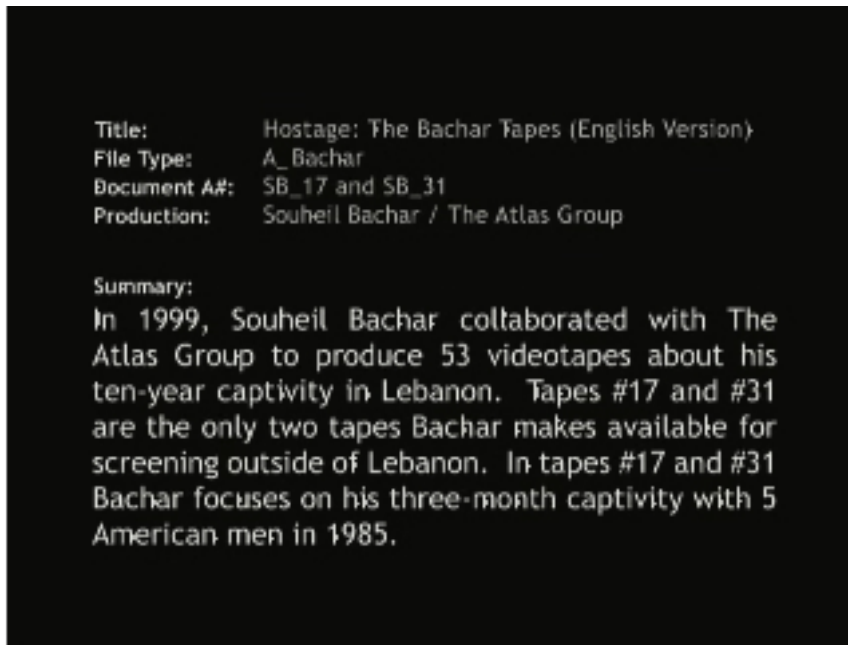 Title: Hostage: The Bachar Tapes (English Version)
File Type: A_Bachar
Document A#: SB_17 and SB_31
Production: Souheil Bachar / The Atlas Group
Summary:
In 1999, Souheil Bachar collaborated with The
Atlas Group to produce 53 videotapes about his
ten-year captivity in Lebanon. Tapes #17 and #31
are the only two tapes Bachar makes available for
screening outside of Lebanon. In tapes #17 and #31
Bachar focuses on his three-month captivity with 5
American men in 1985.